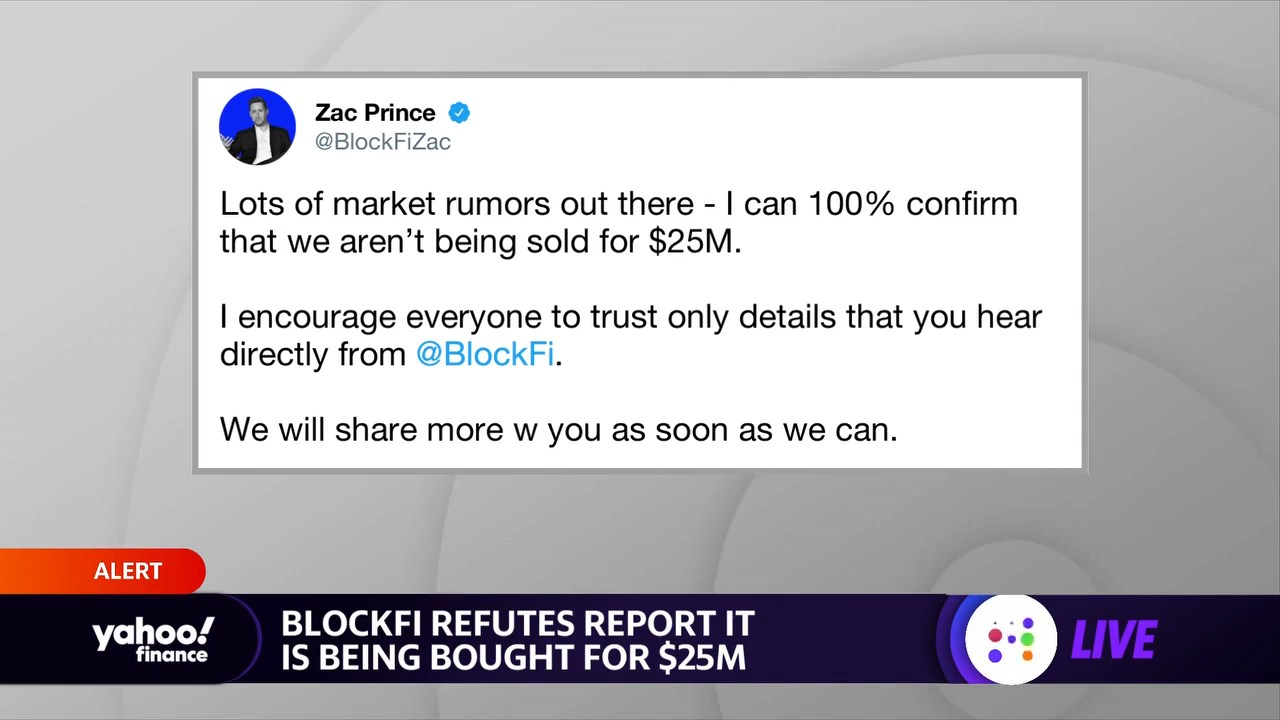 Zac Prince
@BlockFiZac
Lots of market rumors out there - I can 100% confirm
that we aren’t being sold for $25M.
I encourage everyone to trust only details that you hear
directly from @BlockFi.
We will share more w you as soon as we can.
ALERT
yahoo!
finance
BLOCKFI REFUTES REPORT IT
IS BEING BOUGHT FOR $25M
LIVE